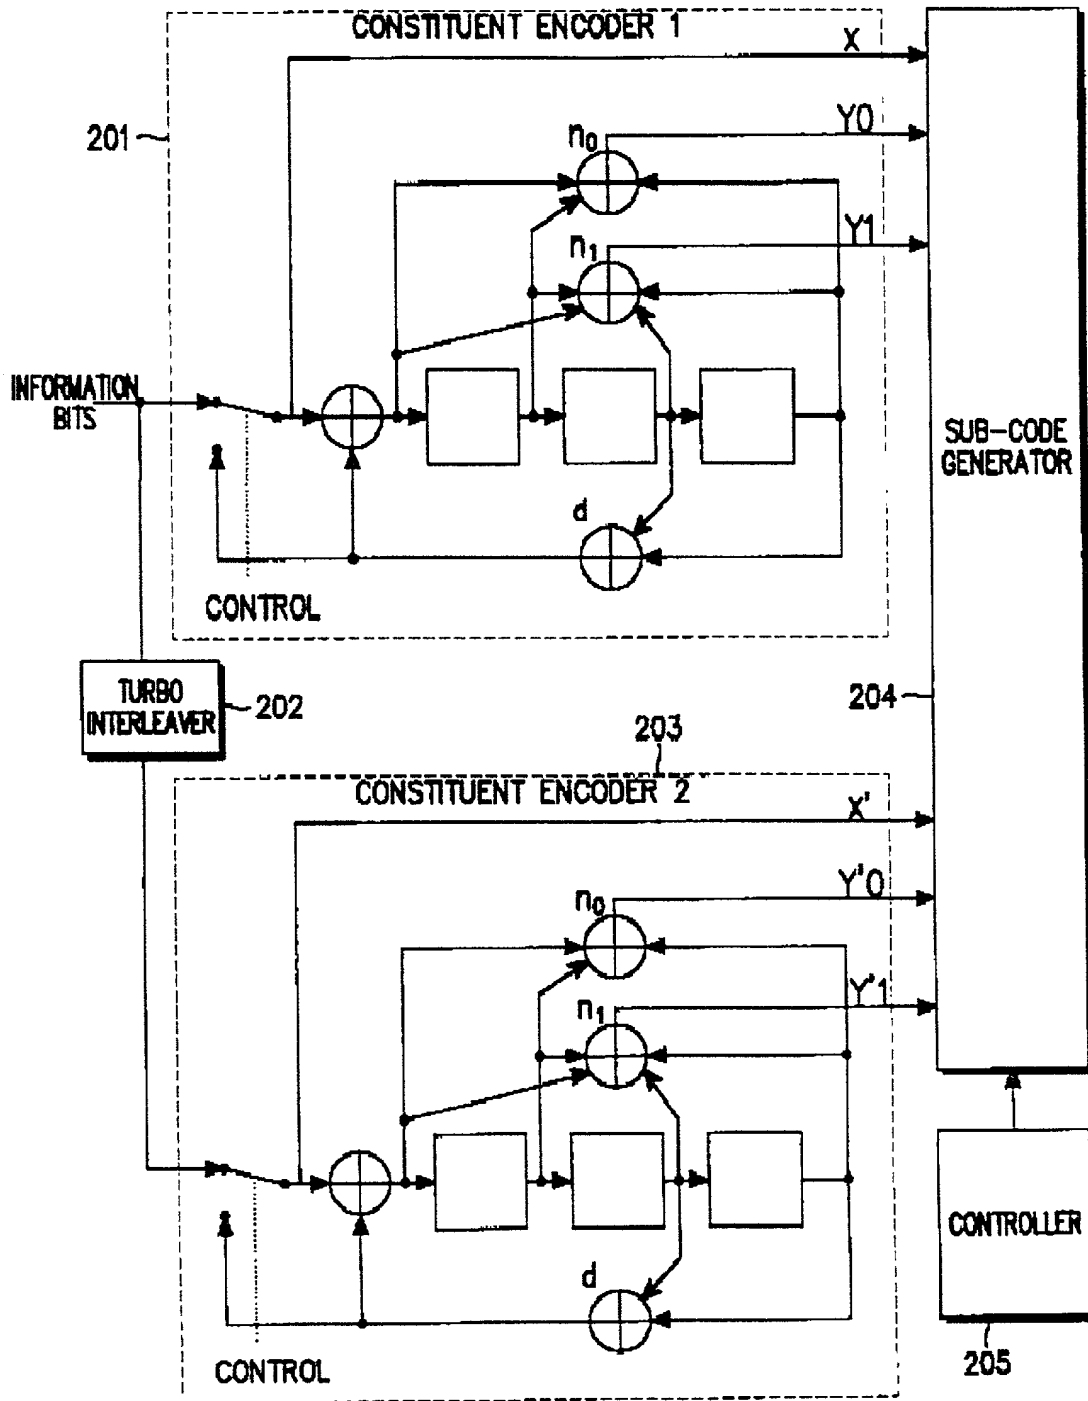 CONSTITUENT ENCODER 1
X
201
n0
Y0
n1
Y1
INFORMATION
BITS
SUB-CODE
GENERATOR
d
CONTROL
TURBO
INTERLEAVER
202
204
203
CONSTITUENT ENCODER 2
X'
n0
Y'0
n1
Y'1
CONTROLLER
d
CONTROL
205